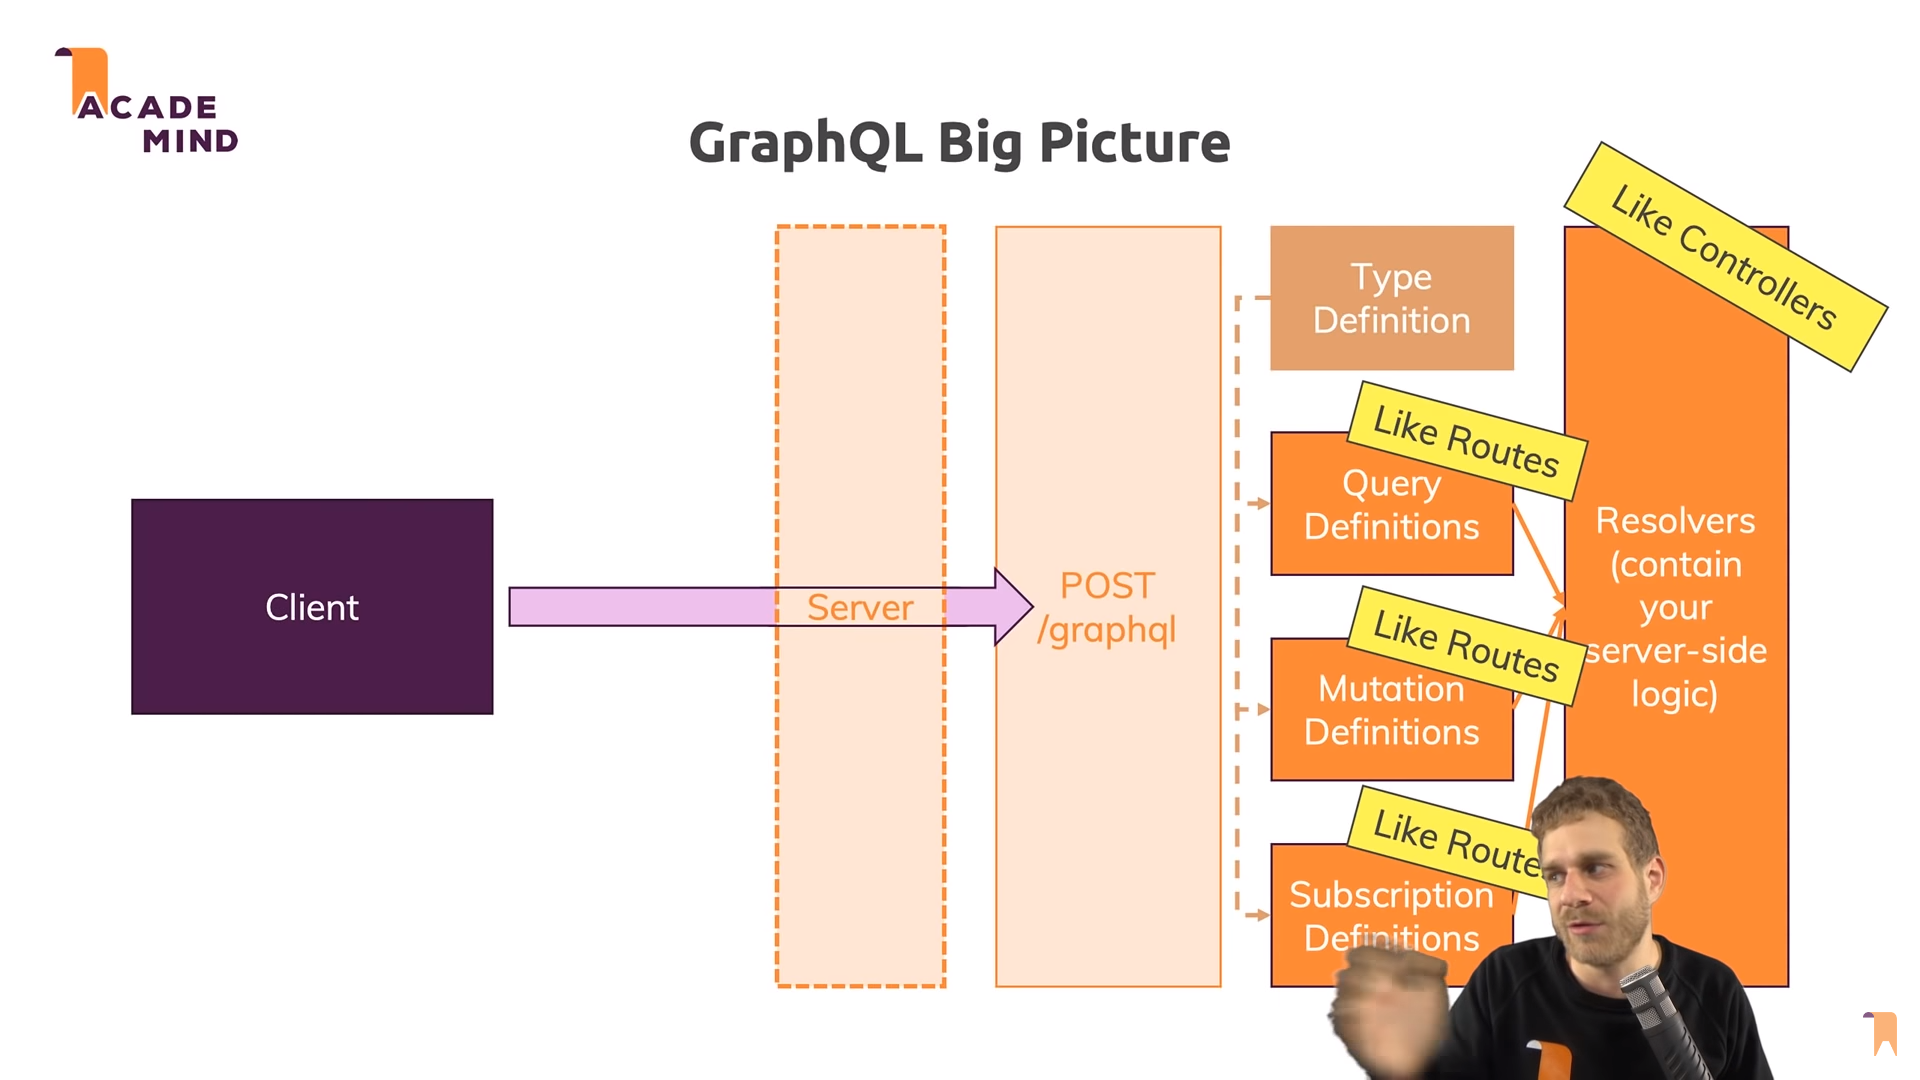 ACADE
MIND
GraphQL Big Picture
Client
Server
POST
/graphql
Type
Definition
Like Routes
Query
Definitions
Like Routes
Mutation
Definitions
Like Route
Subscription
Definitions
Like Controllers
Resolvers
(contain
your
server-side
logic)